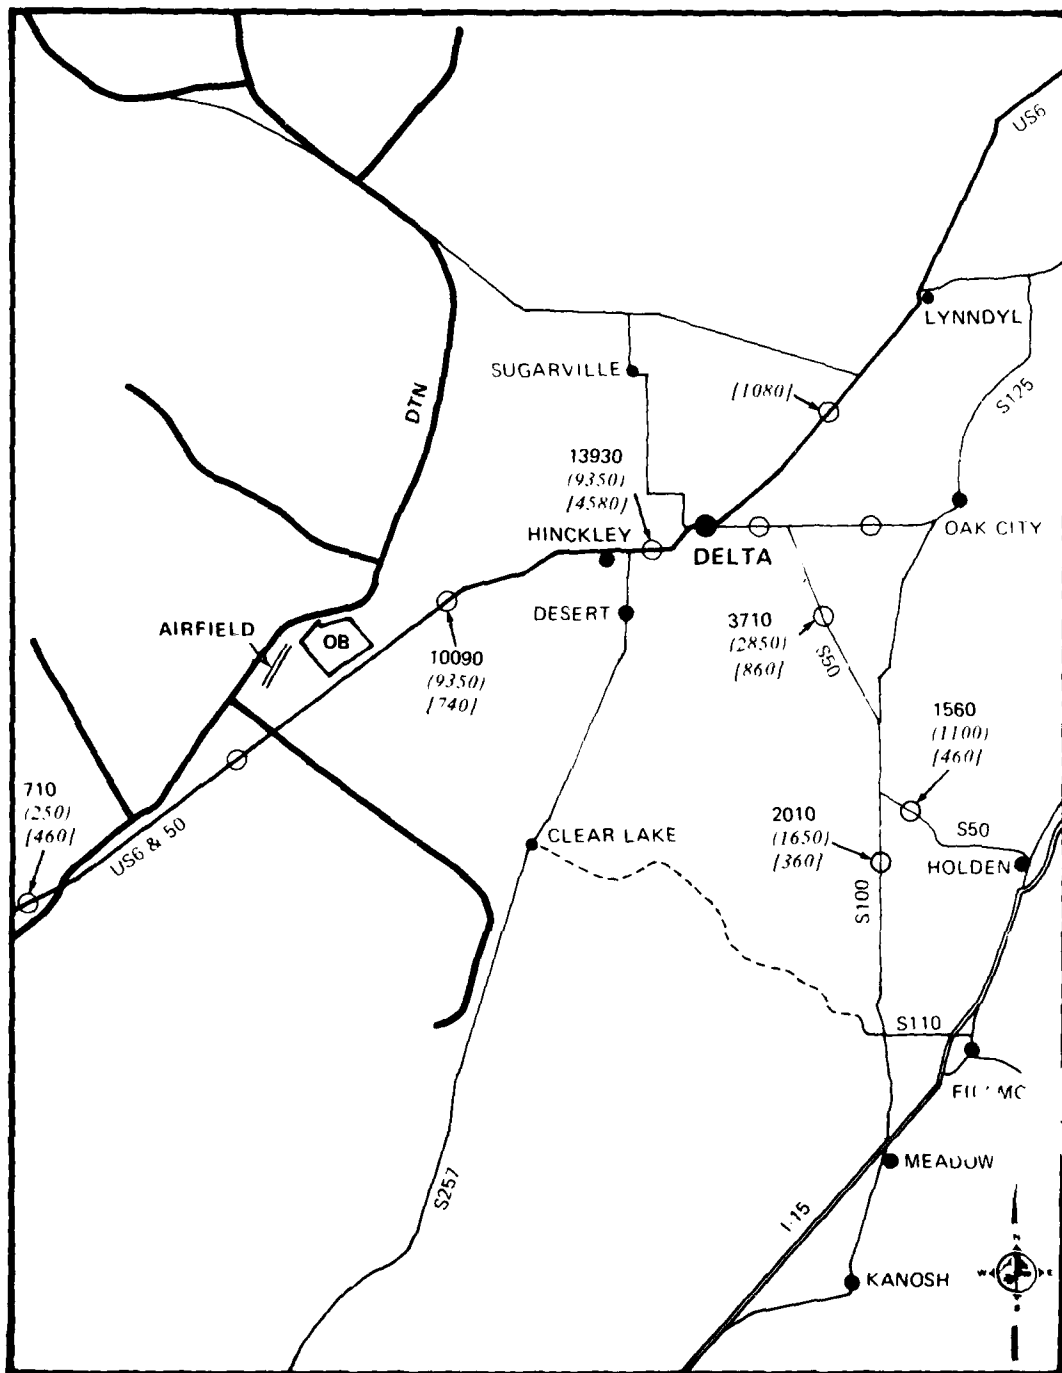 US6
LYNNDYL
SUGARVILLE
[1080]
S125
DTN
13930
(9350)
[4580]
HINCKLEY
DELTA
OAK CITY
DESERT
3710
(2850)
[860]
S50
AIRFIELD
OB
10090
(9350)
[740]
1560
(1100)
[460]
710
(250)
[460]
US6 & 50
CLEAR LAKE
2010
(1650)
[360]
S50
HOLDEN
S100
S110
MEADOW
S257
I-15
KANOSH
N
W
E
S